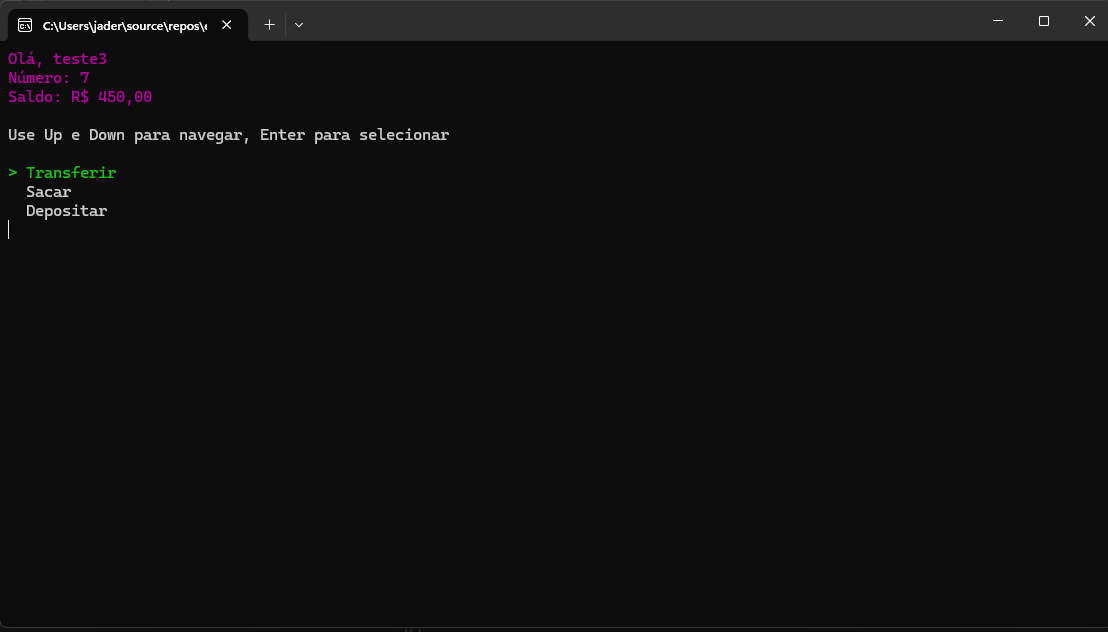 C:\Users\jader\source\repos\
Olá, teste3
Número: 7
Saldo: R$ 450,00
Use Up e Down para navegar, Enter para selecionar
> Transferir
Sacar
Depositar